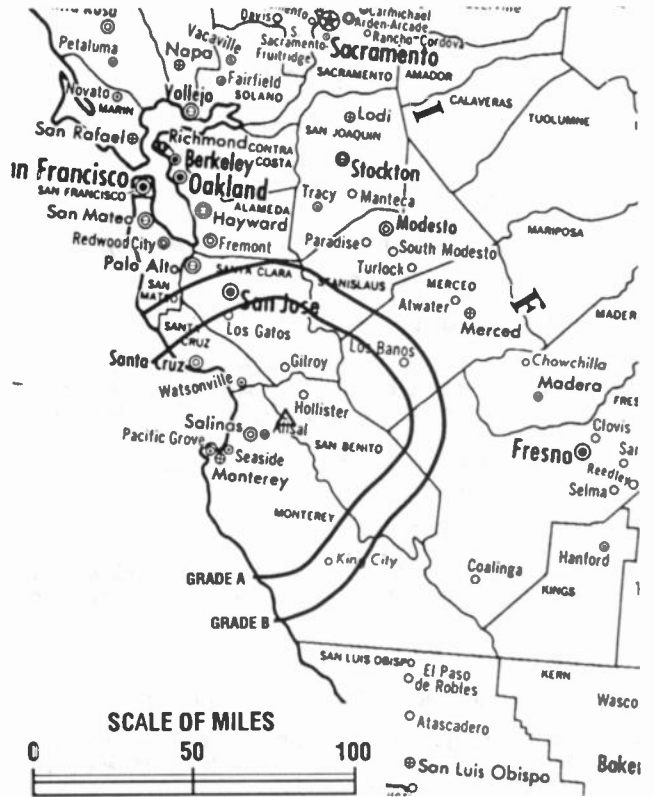 Davis
Carmichael
Arden-Arcade
Rancho-Cordova
Petaluma
Napa
Vacaville
Sacramento-
Fruitridge
Sacramento
Fairfield
SACRAMENTO
AMADOR
Novato
MARIN
Vallejo
SOLANO
Lodi
CALAVERAS
TUOLUMNE
San Rafael
Richmond
CONTRA
COSTA
SAN JOAQUIN
Berkeley
Stockton
n Francisco
SAN FRANCISCO
Oakland
ALAMEDA
Tracy
Manteca
San Mateo
Hayward
Modesto
MARIPOSA
Redwood City
Fremont
Paradise
South Modesto
Palo Alto
SANTA CLARA
STANISLAUS
Turlock
SAN
MATEO
San Jose
MERCED
Atwater
Merced
MADER
SANTA
CRUZ
Los Gatos
Los Banos
Chowchilla
Santa Cruz
Gilroy
Madera
Watsonville
Hollister
FRES
Salinas
Alisal
Clovis
Pacific Grove
SAN BENITO
Fresno
Sar
Seaside
Reedley
Monterey
Selma
MONTEREY
King City
Hanford
GRADE A
Coalinga
KINGS
GRADE B
SAN LUIS OBISPO
El Paso
de Robles
KERN
Wasco
SCALE OF MILES
Atascadero
0 50 100
San Luis Obispo
Baker